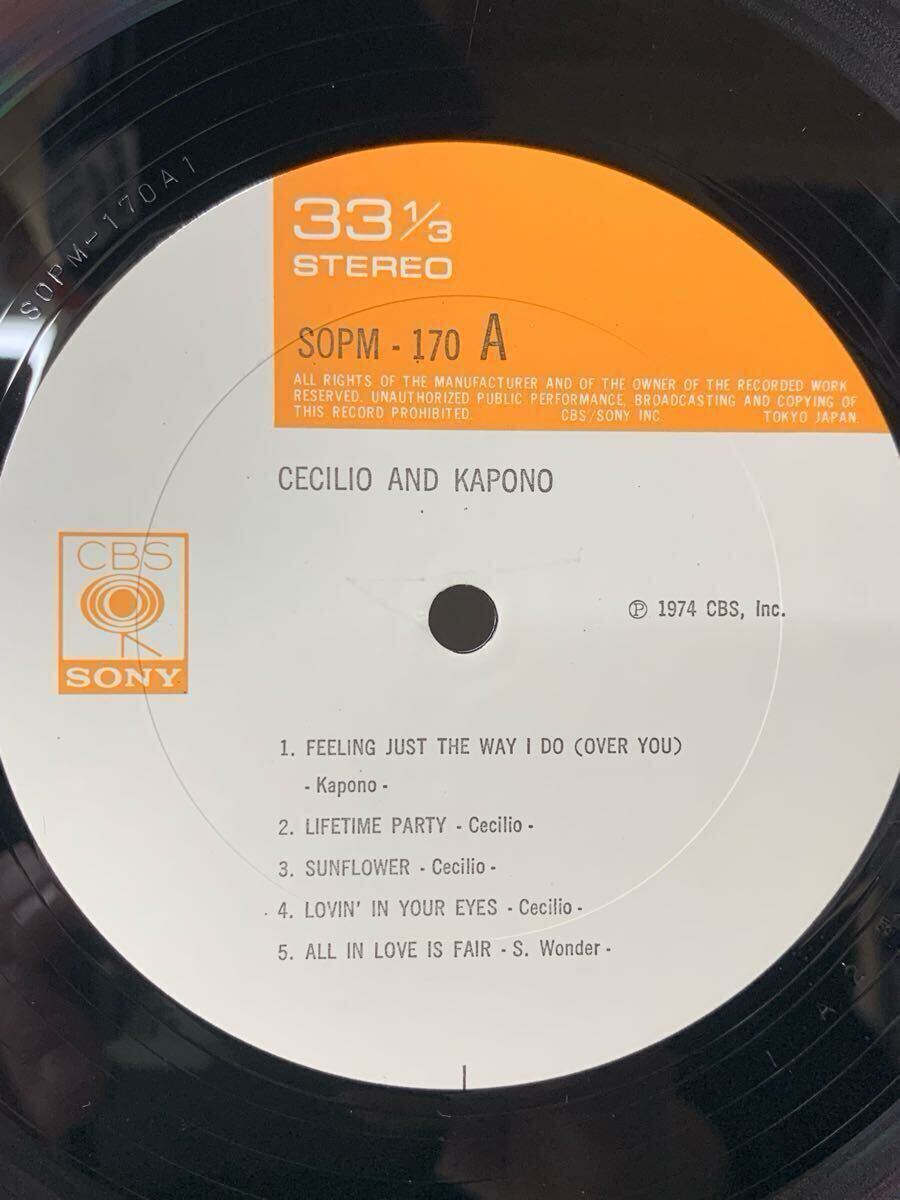 SOPM-170A1
33 1/3
STEREO
SOPM - 170 A
ALL RIGHTS OF THE MANUFACTURER AND OF THE OWNER OF THE RECORDED WORK
RESERVED. UNAUTHORIZED PUBLIC PERFORMANCE, BROADCASTING AND COPYING OF
THIS RECORD PROHIBITED. CBS/SONY INC. TOKYO JAPAN.
CECILIO AND KAPONO
CBS
SONY
℗ 1974 CBS, Inc.
1. FEELING JUST THE WAY I DO (OVER YOU)
- Kapono -
2. LIFETIME PARTY - Cecilio -
3. SUNFLOWER - Cecilio -
4. LOVIN' IN YOUR EYES - Cecilio -
5. ALL IN LOVE IS FAIR - S. Wonder -